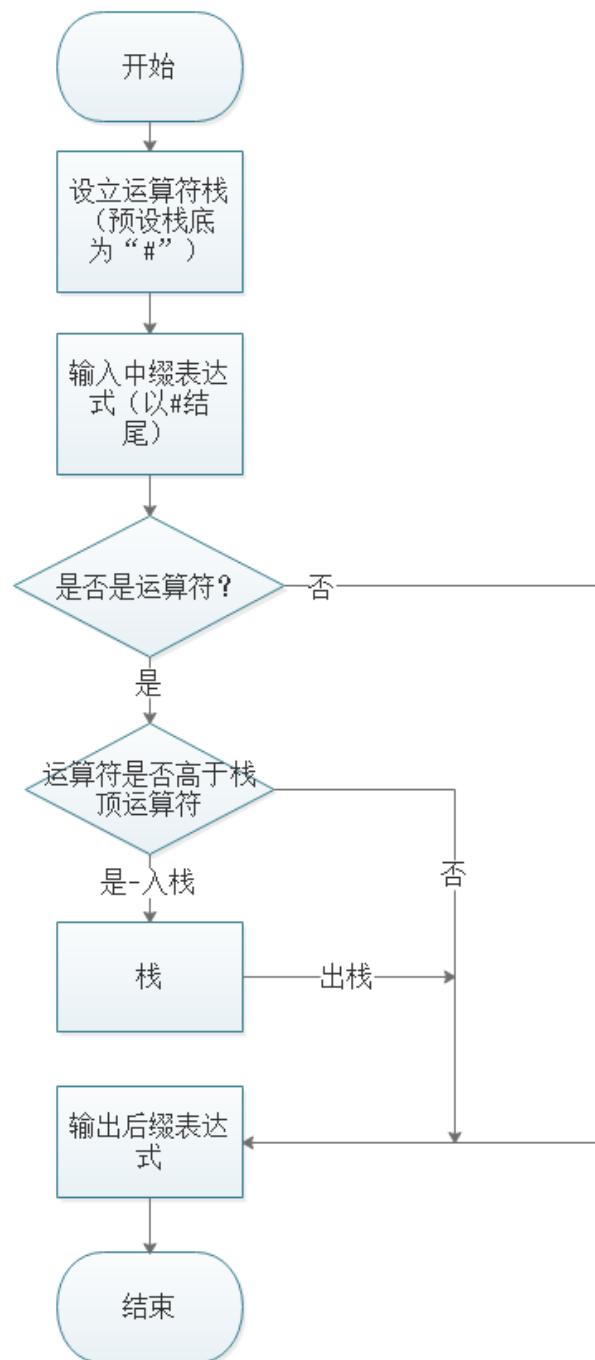 开始
设立运算符栈
（预设栈底
为“#”）
输入中缀表达
式（以#结
尾）
是否是运算符？
否
是
运算符是否高于栈
顶运算符
是-入栈
否
栈
出栈
输出后缀表达
式
结束